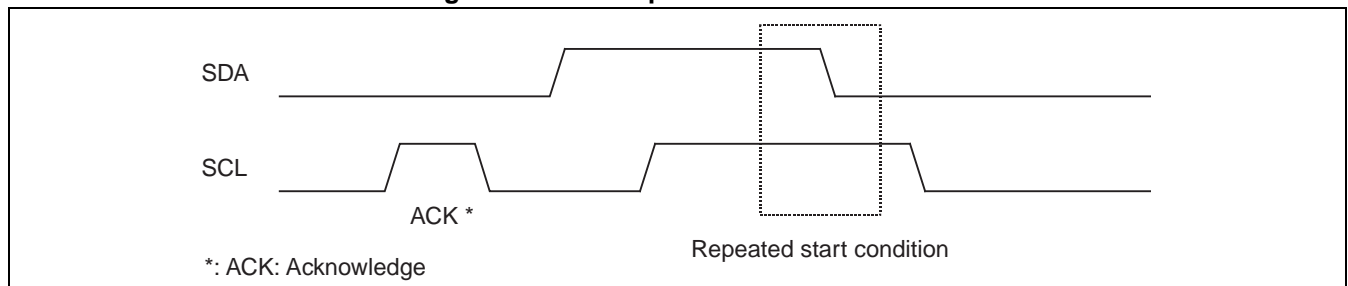 SDA
SCL
ACK *
Repeated start condition
*: ACK: Acknowledge